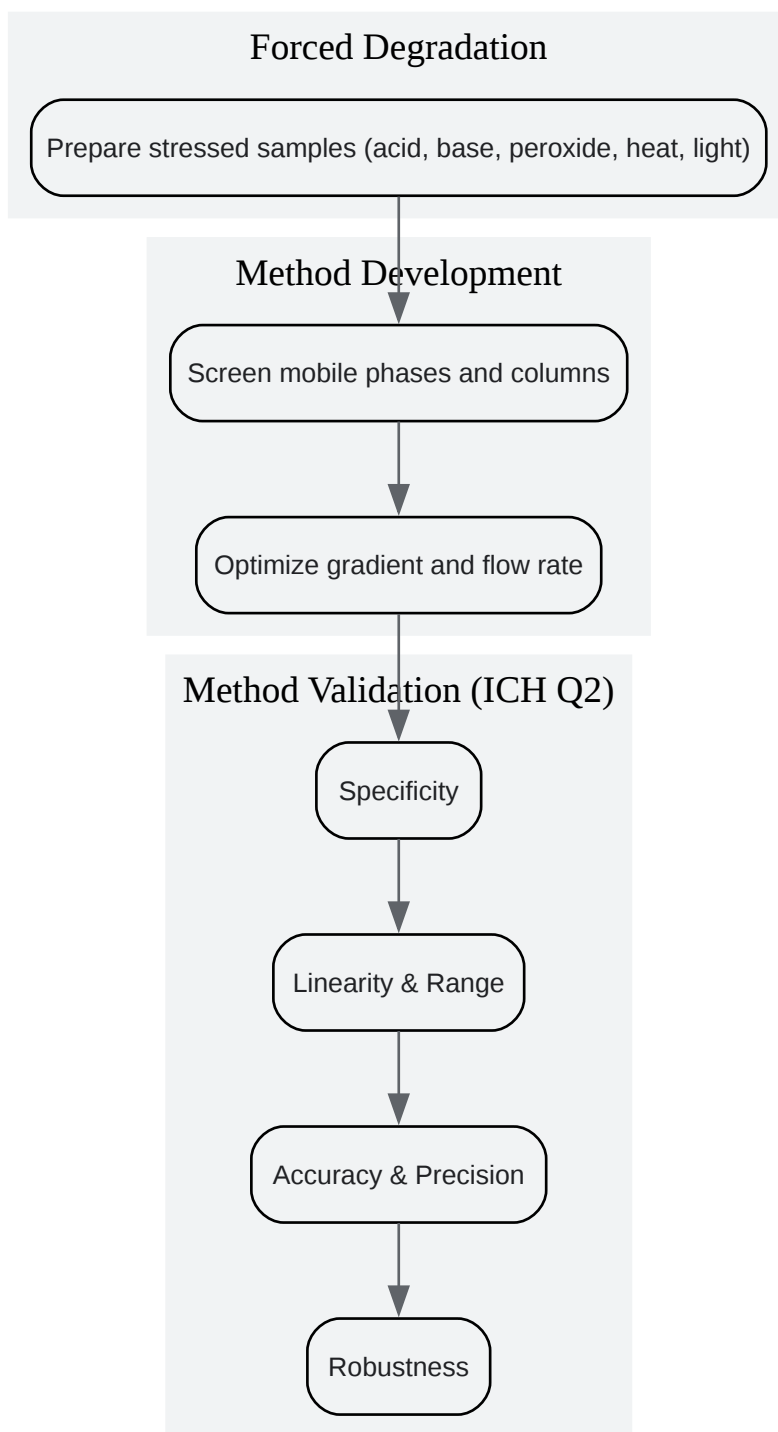 Forced Degradation
Prepare stressed samples (acid, base, peroxide, heat, light)
Method Development
Screen mobile phases and columns
Optimize gradient and flow rate
Method Validation (ICH Q2)
Specificity
Linearity & Range
Accuracy & Precision
Robustness